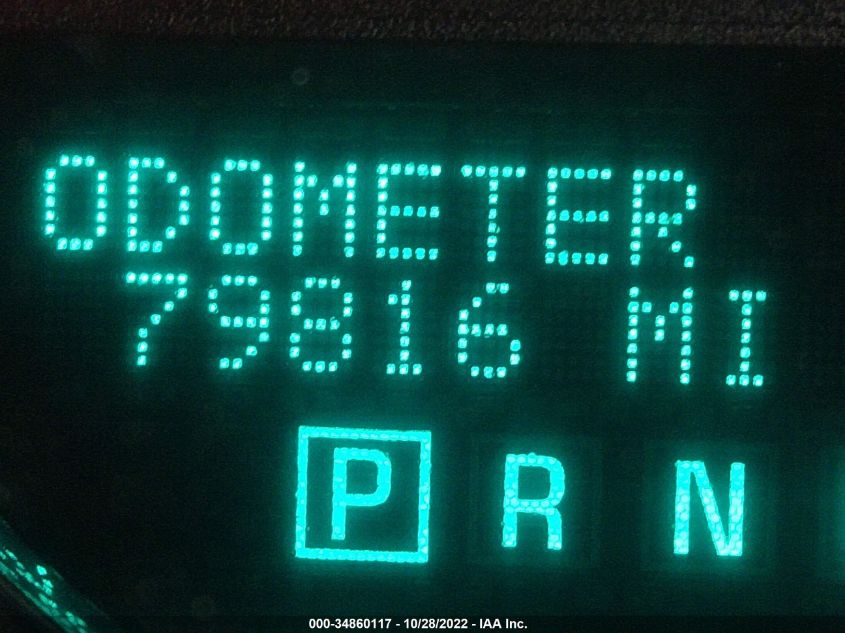 ODOMETER
79816 MI
P R N
000-34860117 - 10/28/2022 - IAA Inc.